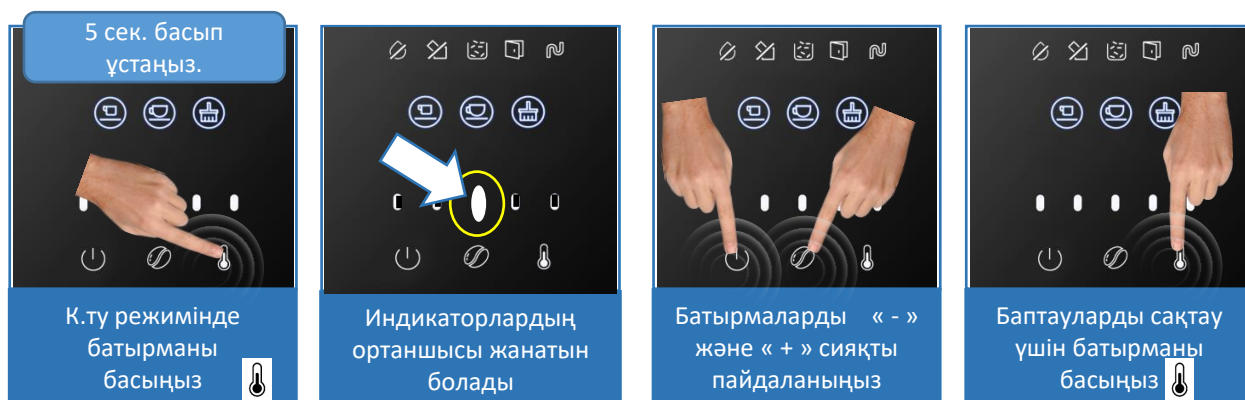 5 сек. басып
ұстаңыз.
К.ту режимінде
батырманы
басыңыз
Индикаторлардың
ортаншысы жанатын
болады
Батырмаларды « - »
және « + » сияқты
пайдаланыңыз
Баптауларды сақтау
үшін батырманы
басыңыз